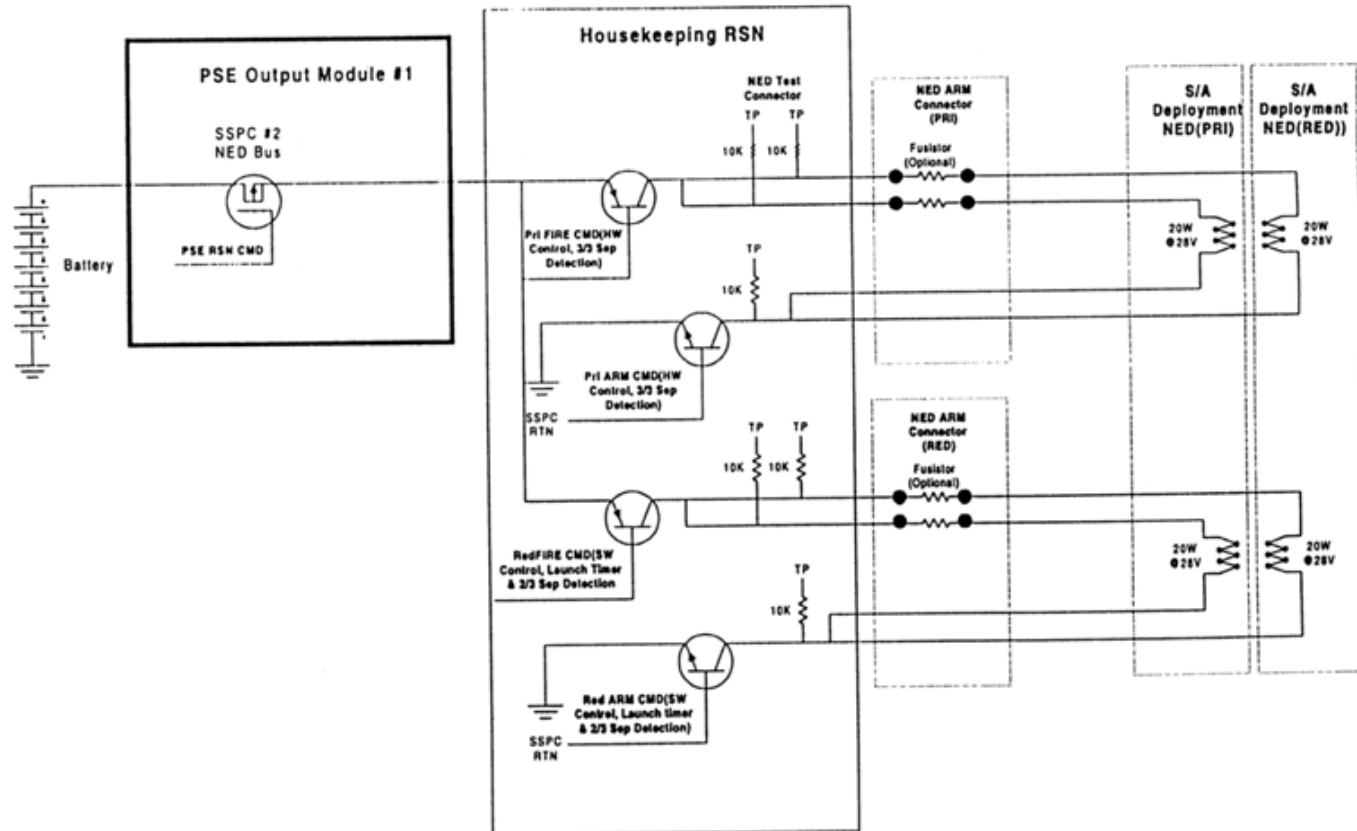 Housekeeping RSN
PSE Output Module #1
SSPC #2
NED Bus
PSE RSN CMD
Battery
NED Test
Connector
TP
TP
10K
10K
Pri FIRE CMD(HW
Control, 3/3 Sep
Detection)
TP
10K
Pri ARM CMD(HW
Control, 3/3 Sep
Detection)
SSPC
RTN
TP
TP
10K
10K
RedFIRE CMD(SW
Control, Launch Timer
& 2/3 Sep Detection
TP
10K
Red ARM CMD(SW
Control, Launch timer
& 2/3 Sep Detection)
SSPC
RTN
NED ARM
Connector
(PRI)
Fusistor
(Optional)
NED ARM
Connector
(RED)
Fusistor
(Optional)
S/A
Deployment
NED(PRI)
S/A
Deployment
NED(RED))
20W
@28V
20W
@28V
20W
@28V
20W
@28V